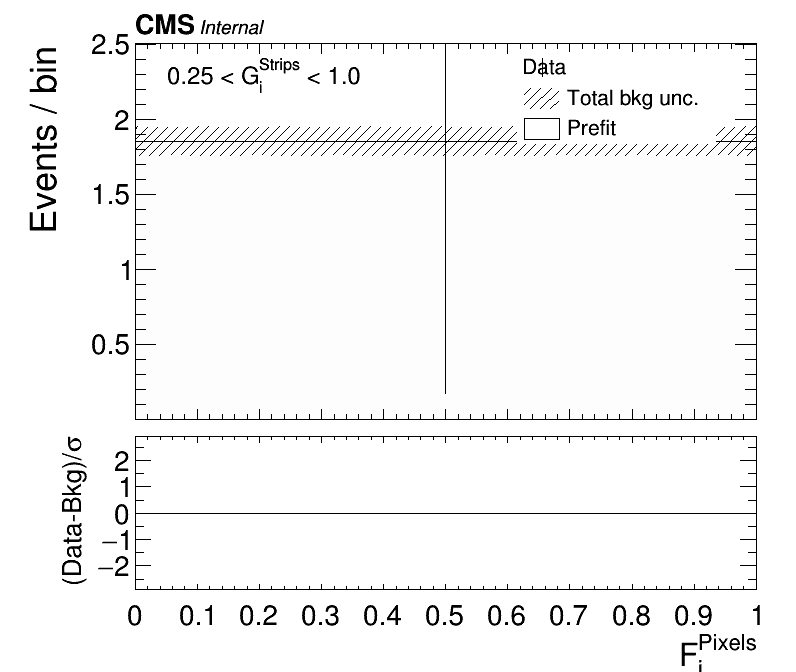 CMS Internal
Events / bin
2.5
2
1.5
1
0.5
0.25 < G_i^Strips < 1.0
Data
Total bkg unc.
Prefit
(Data-Bkg)/σ
2
1
0
−1
−2
0 0.1 0.2 0.3 0.4 0.5 0.6 0.7 0.8 0.9 1
F_i^Pixels